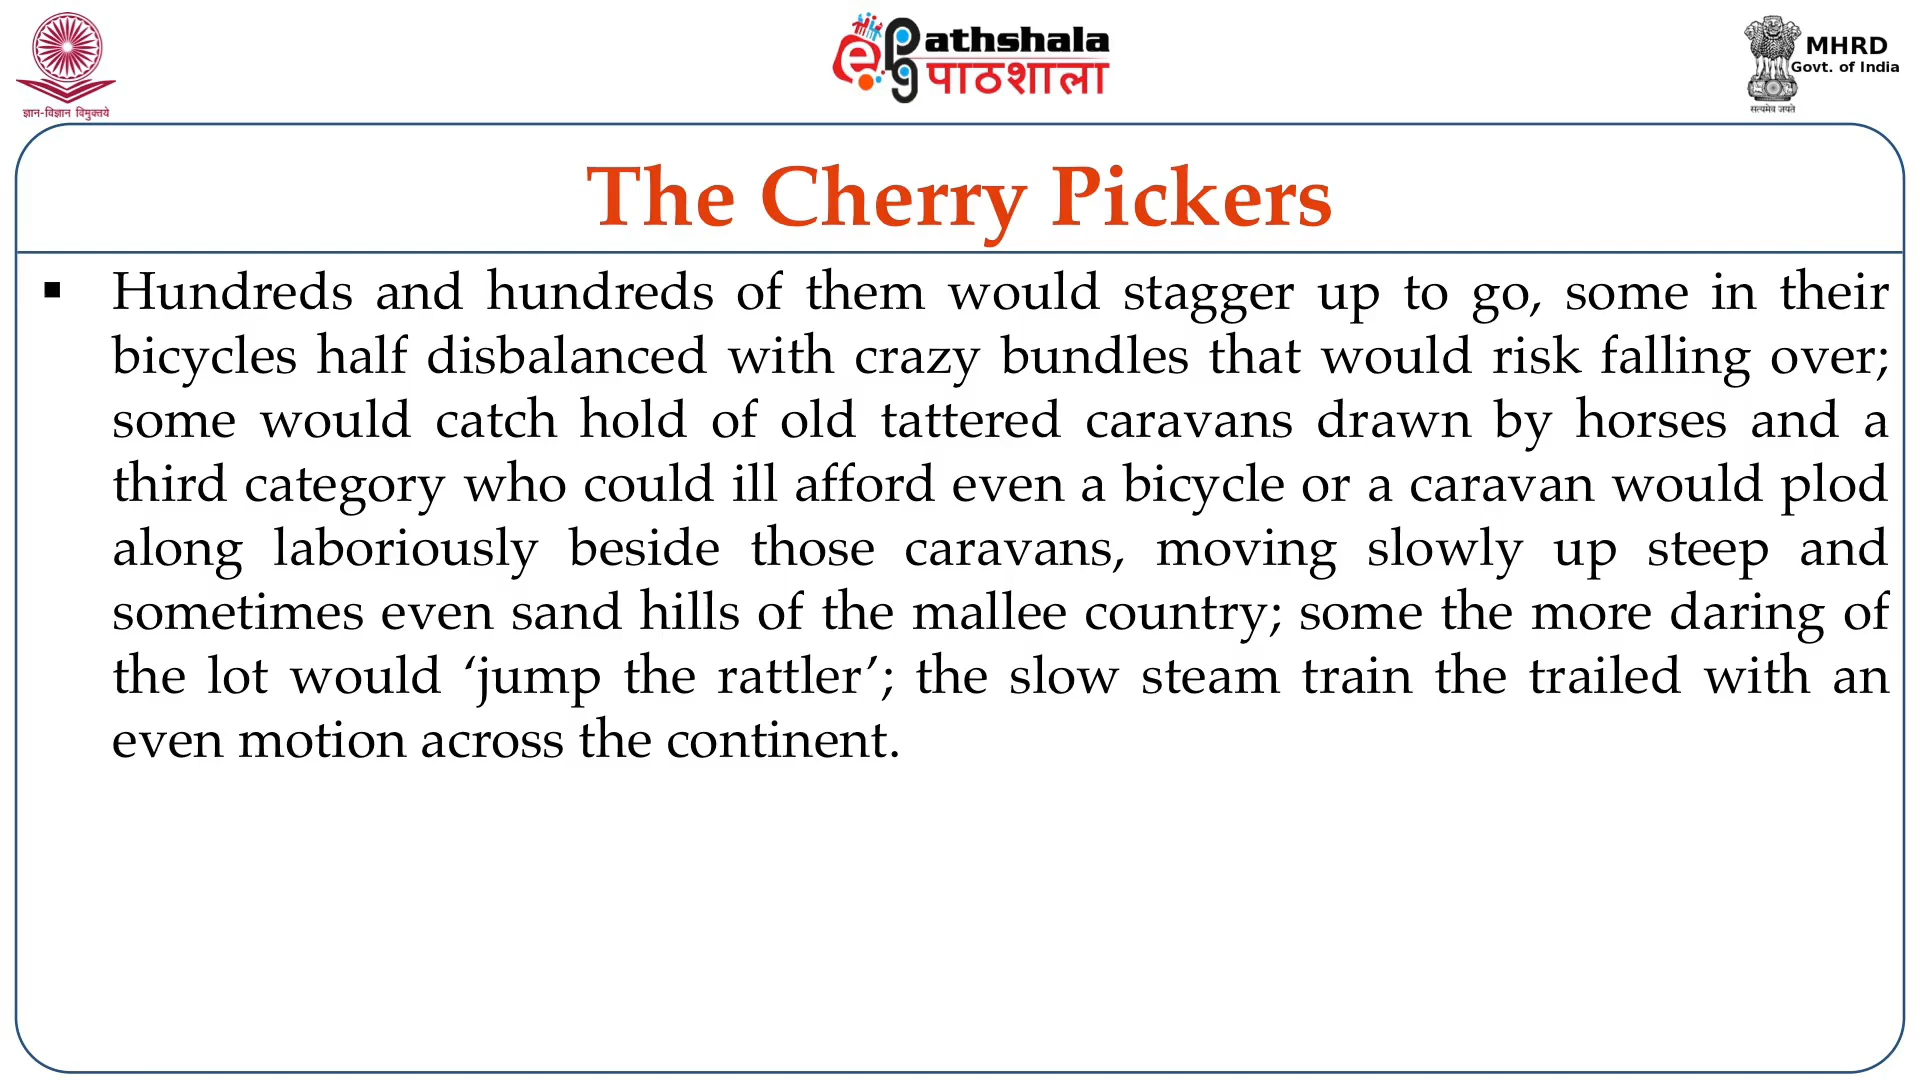 ज्ञान-विज्ञान विमुक्तये
e
pg
athshala
पाठशाला
MHRD
Govt. of India
सत्यमेव जयते
The Cherry Pickers
▪ Hundreds and hundreds of them would stagger up to go, some in their
bicycles half disbalanced with crazy bundles that would risk falling over;
some would catch hold of old tattered caravans drawn by horses and a
third category who could ill afford even a bicycle or a caravan would plod
along laboriously beside those caravans, moving slowly up steep and
sometimes even sand hills of the mallee country; some the more daring of
the lot would ‘jump the rattler’; the slow steam train the trailed with an
even motion across the continent.